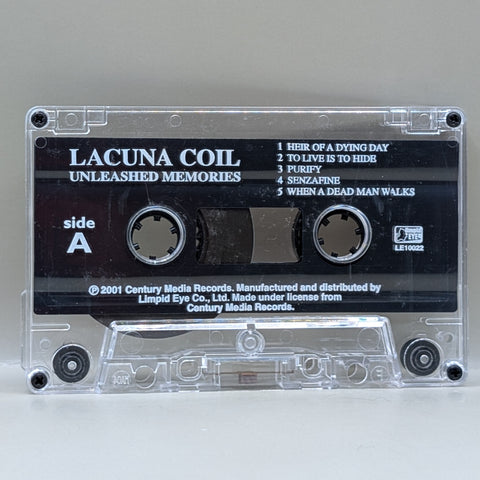 LACUNA COIL
UNLEASHED MEMORIES
1 HEIR OF A DYING DAY
2 TO LIVE IS TO HIDE
3 PURIFY
4 SENZAFINE
5 WHEN A DEAD MAN WALKS
side
A
LE10022
℗ 2001 Century Media Records. Manufactured and distributed by
Limpid Eye Co., Ltd. Made under license from
Century Media Records.